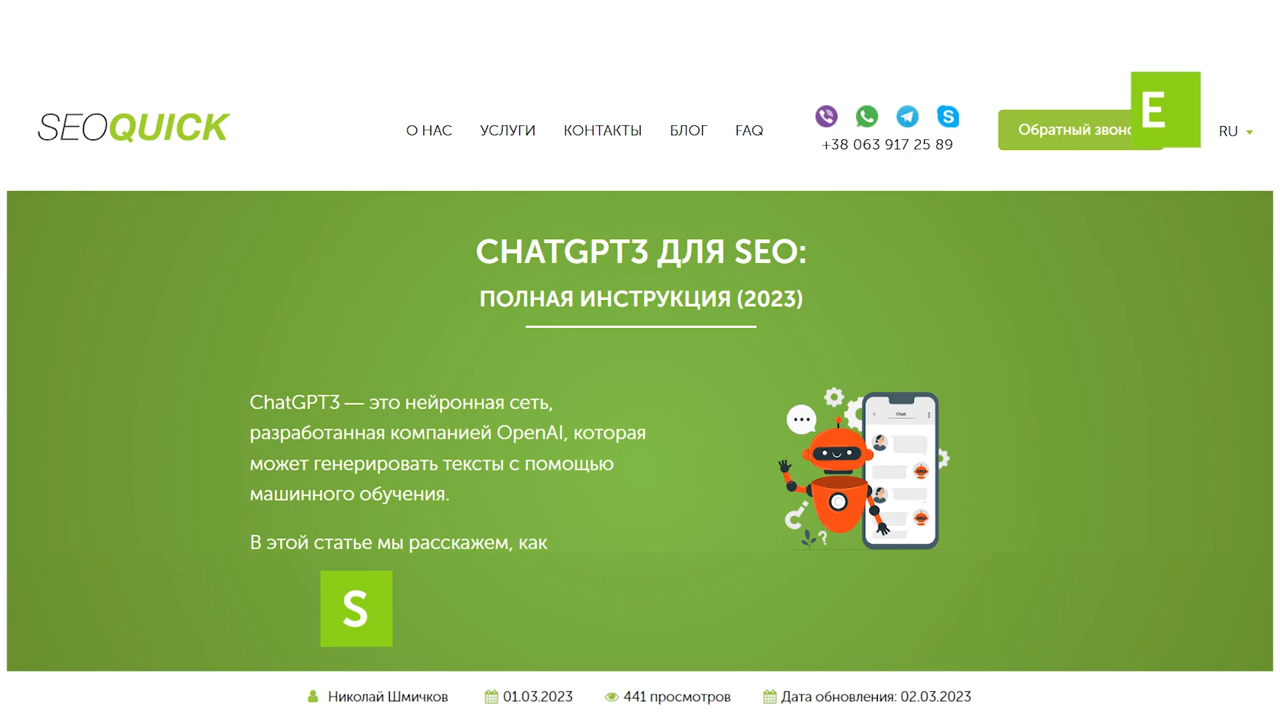 SEOQUICK
О НАС
УСЛУГИ
КОНТАКТЫ
БЛОГ
FAQ
+38 063 917 25 89
Обратный
E
RU
CHATGPT3 ДЛЯ SEO:
ПОЛНАЯ ИНСТРУКЦИЯ (2023)
ChatGPT3 — это нейронная сеть,
разработанная компанией OpenAI, которая
может генерировать тексты с помощью
машинного обучения.
В этой статье мы расскажем, как
Chat
S
Николай Шмичков
01.03.2023
441 просмотров
Дата обновления: 02.03.2023